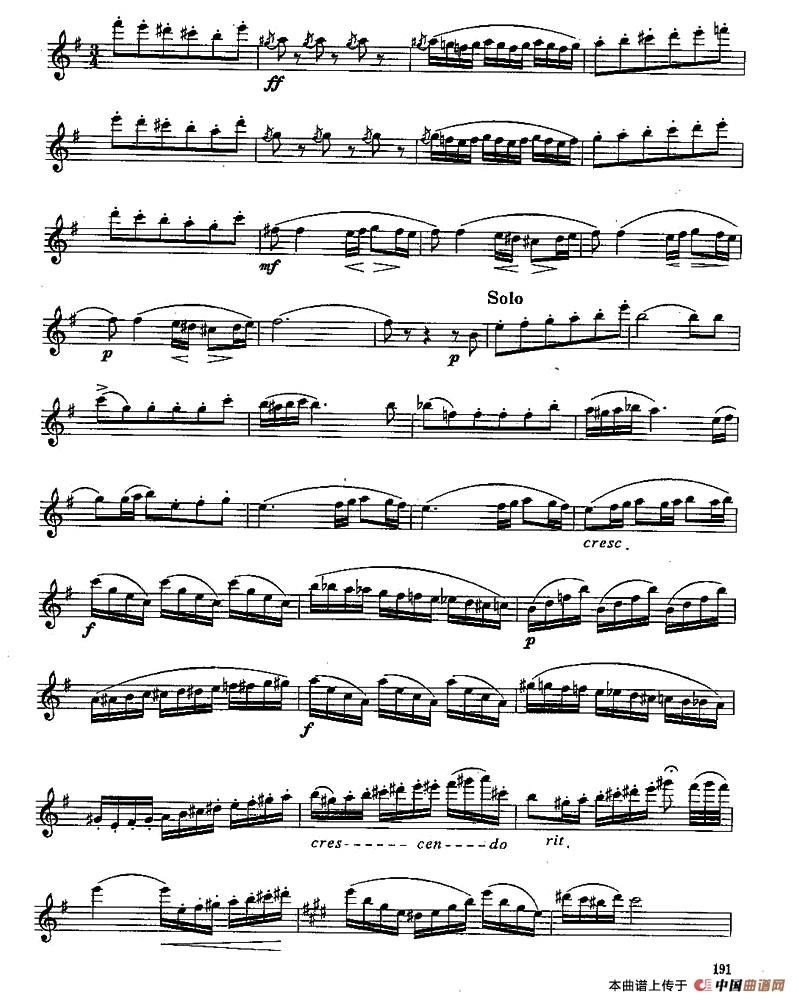 3
4
ff
mf
Solo
p
p
cresc.
f
p
f
cres------cen----do rit.
191
本曲谱上传于 中国曲谱网